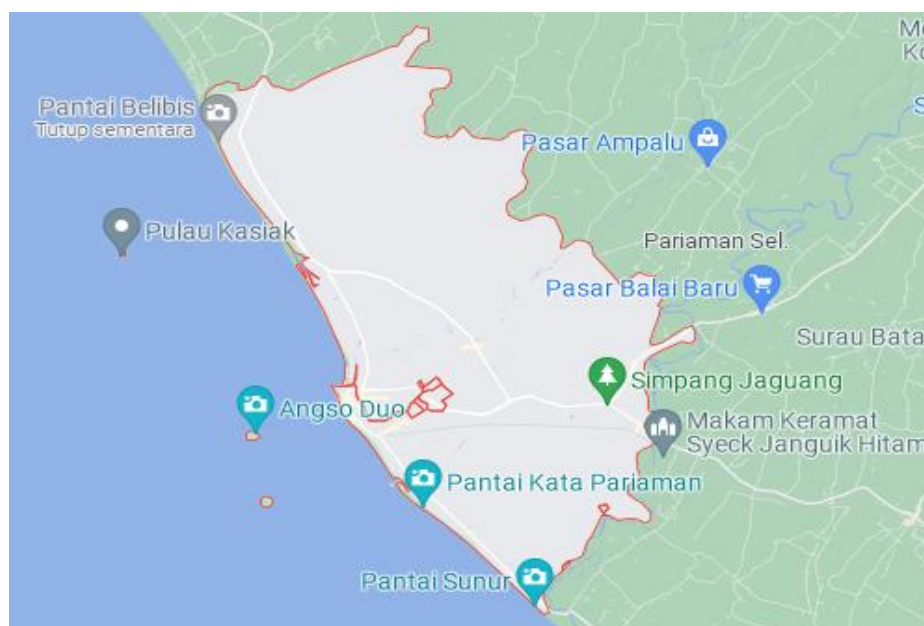 Pantai Belibis
Tutup sementara
Pasar Ampalu
Pulau Kasiak
Pariaman Sel.
Pasar Balai Baru
Surau Bata
Simpang Jaguang
Angso Duo
Makam Keramat
Syeck Janguik Hitam
Pantai Kata Pariaman
Pantai Sunur